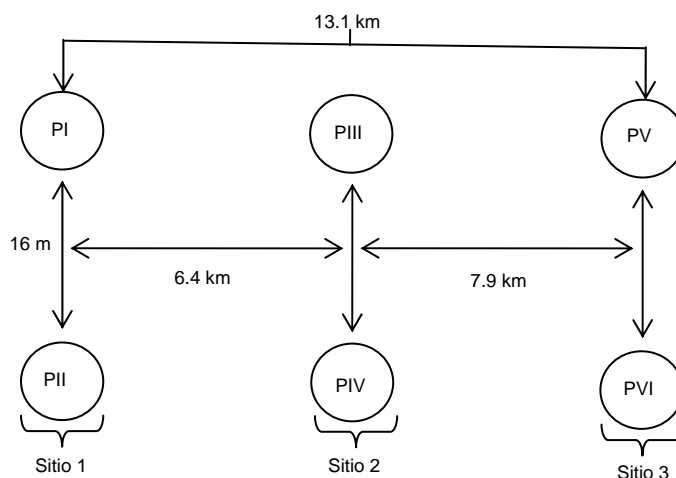 13.1 km
PI
PIII
PV
16 m
6.4 km
7.9 km
PII
PIV
PVI
Sitio 1
Sitio 2
Sitio 3